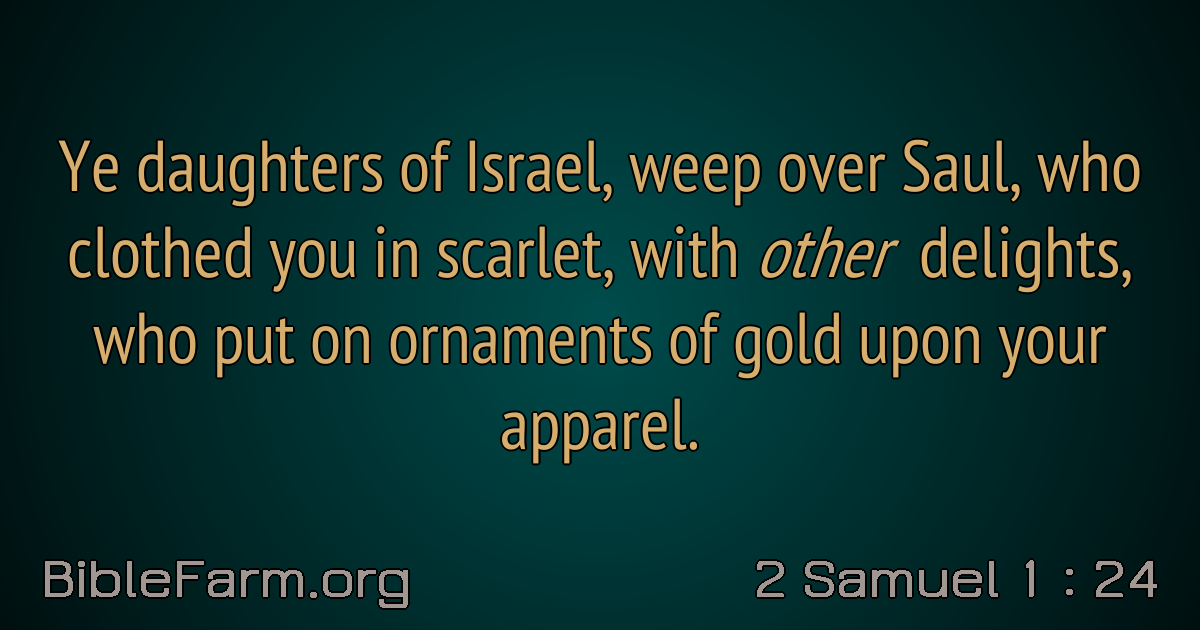 Ye daughters of Israel, weep over Saul, who
clothed you in scarlet, with other delights,
who put on ornaments of gold upon your
apparel.
BibleFarm.org
2 Samuel 1 : 24